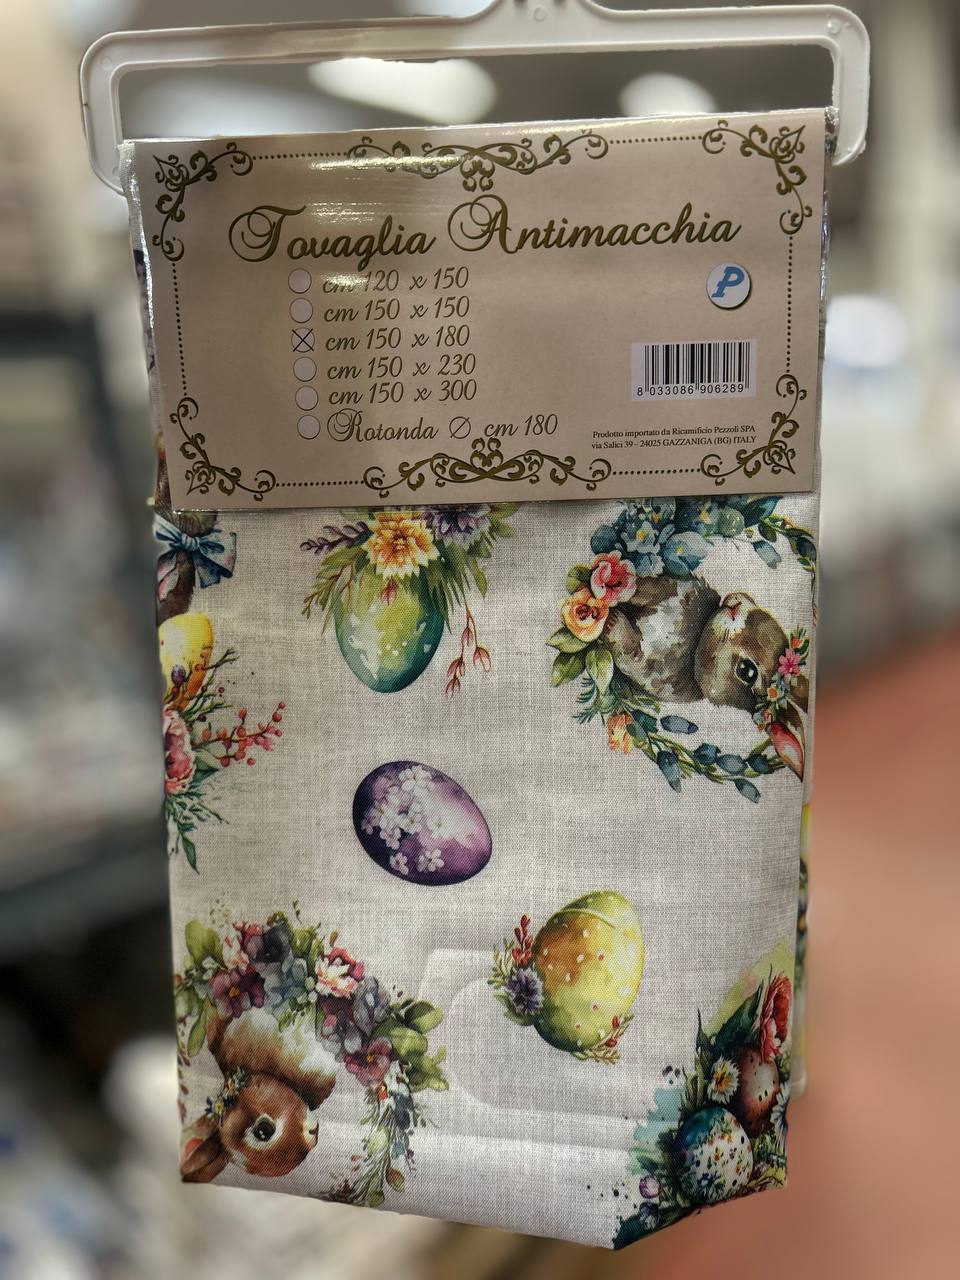 Tovaglia Antimacchia
cm 120 x 150
cm 150 x 150
cm 150 x 180
cm 150 x 230
cm 150 x 300
Rotonda Ø cm 180
P
8 033086 906289
Prodotto importato da Ricamificio Pezzoli SPA
via Salici 39 - 24025 GAZZANIGA (BG) ITALY